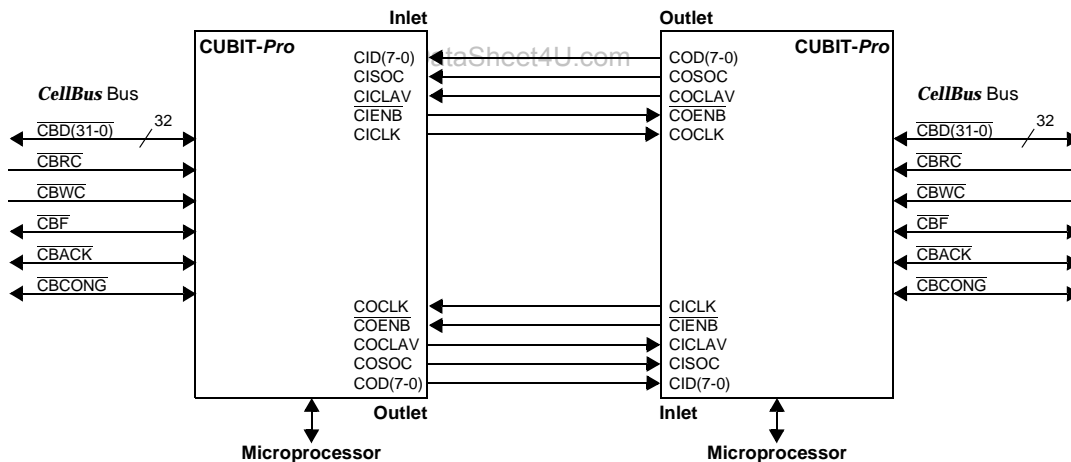 Inlet
Outlet
CUBIT-Pro
CUBIT-Pro
CID(7-0)
DataSheet4U.com
COD(7-0)
CISOC
COSOC
CICLAV
COCLAV
CIENB
COENB
CICLK
COCLK
CellBus Bus
CellBus Bus
CBD(31-0) 32
CBD(31-0) 32
CBRC
CBRC
CBWC
CBWC
CBF
CBF
CBACK
CBACK
CBCONG
CBCONG
COCLK
CICLK
COENB
CIENB
COCLAV
CICLAV
COSOC
CISOC
COD(7-0)
CID(7-0)
Outlet
Inlet
Microprocessor
Microprocessor